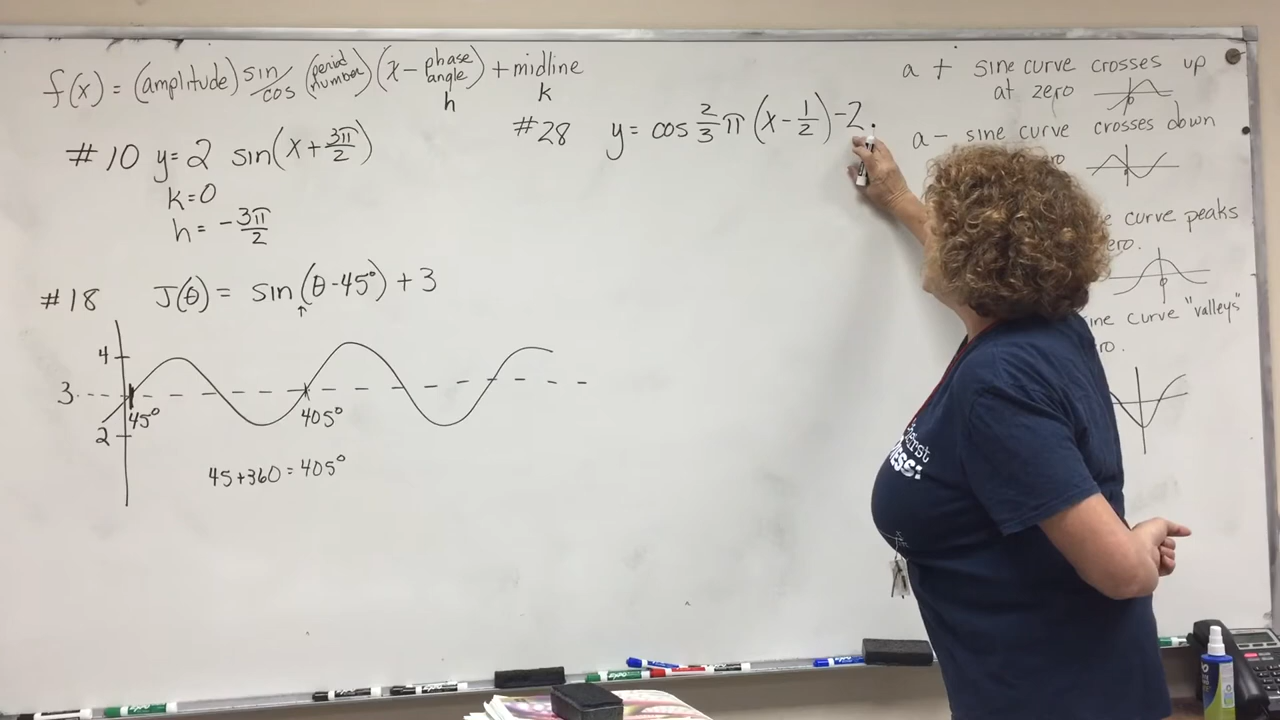 f(x) = (amplitude) sin/cos (period number)(x - phase angle) + midline
h k
#10 y = 2 sin(x + 3π/2)
k = 0
h = -3π/2
#18 J(θ) = sin(θ - 45°) + 3
↑
4
3
45° 405°
2
45 + 360 = 405°
#28 y = cos 2/3 π (x - 1/2) - 2
a + sine curve crosses up
at zero
a - sine curve crosses down
curve peaks
curve "valleys"